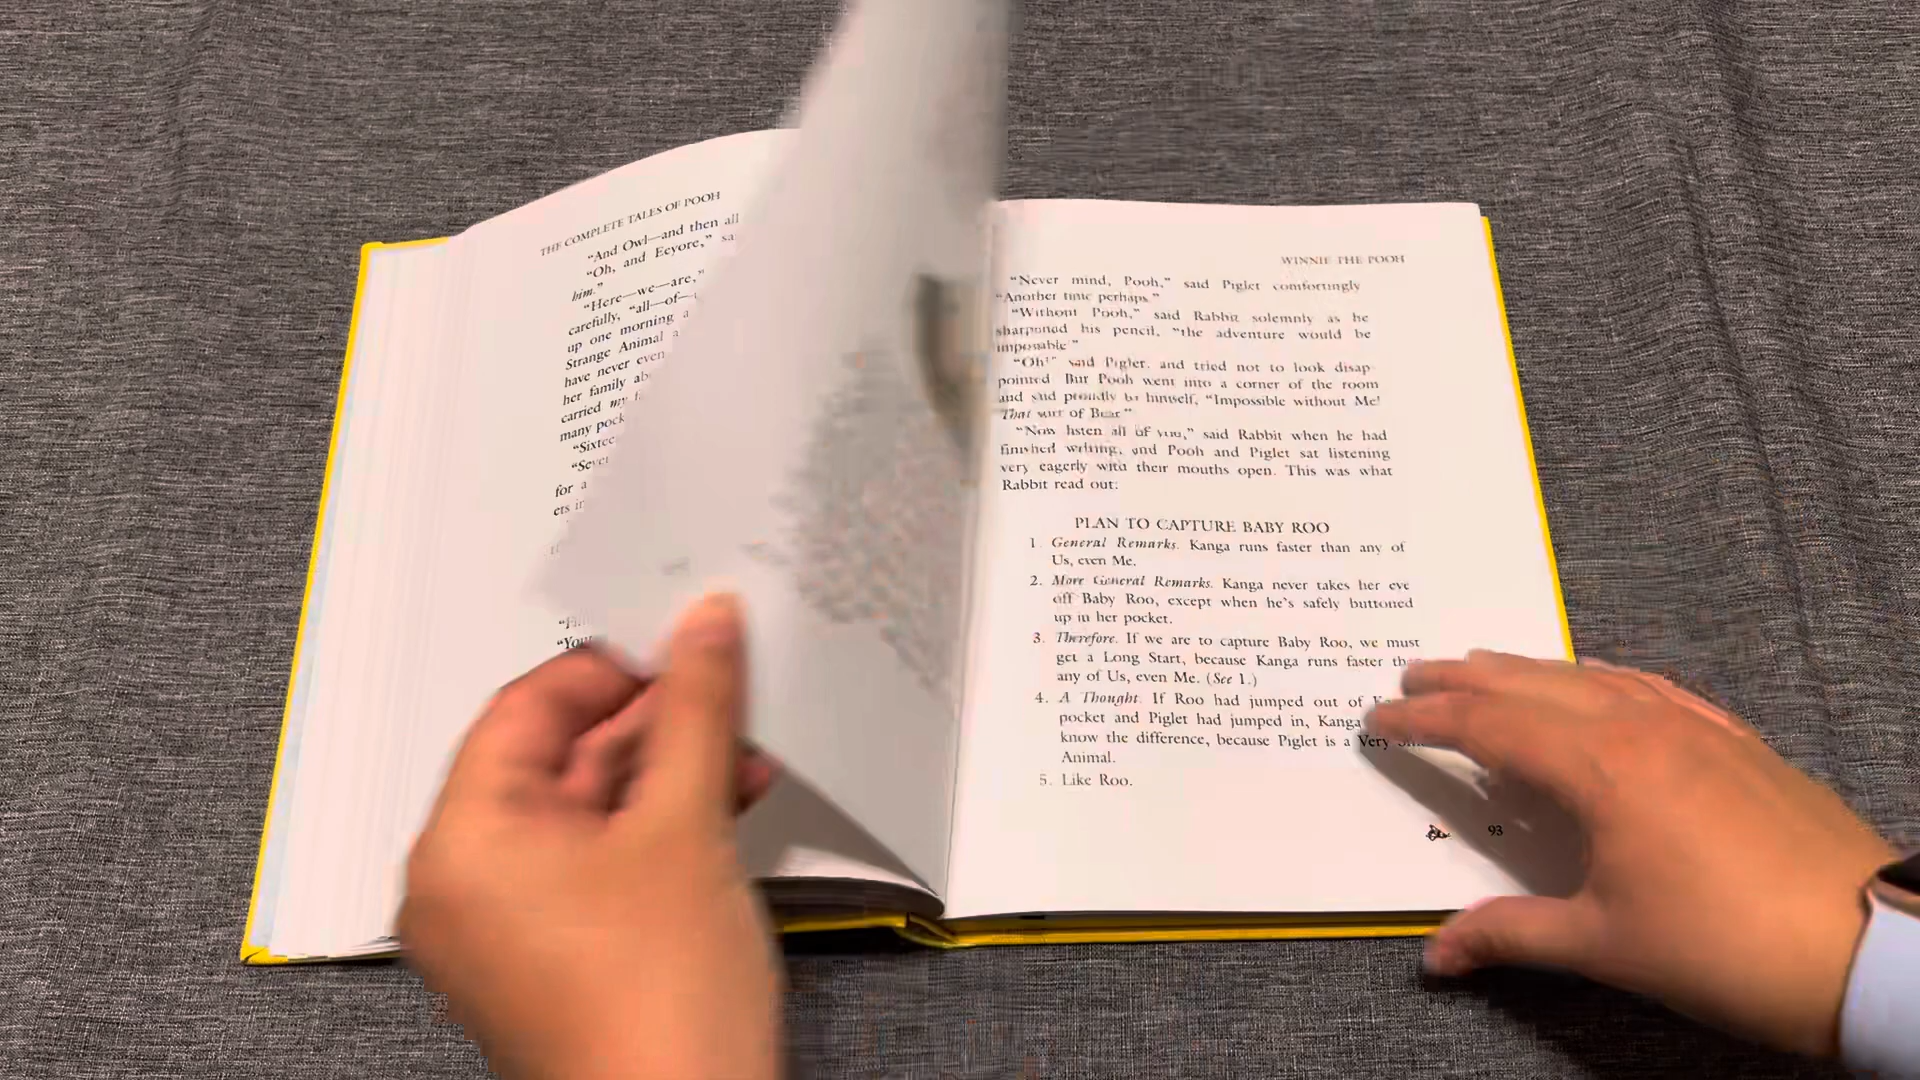 THE COMPLETE TALES OF POOH
“And Owl—and then all
“Oh, and Eeyore,”
him.”
“Here—we—are,”
carefully, “all—of—
up one morning a
Strange Animal
have never even
her family
carried my
many
“Sixtee
for a
ets in
“You
WINNIE THE POOH
“Never mind, Pooh,” said Piglet comfortingly
“Another time perhaps.”
“Without Pooh,” said Rabbit solemnly as he
sharpened his pencil, “the adventure would be
impossible.”
“Oh!” said Piglet, and tried not to look disap
pointed. But Pooh went into a corner of the room
and said proudly to himself, “Impossible without Me!
That sort of Bear.”
“Now listen all of you,” said Rabbit when he had
finished writing, and Pooh and Piglet sat listening
very eagerly with their mouths open. This was what
Rabbit read out:
PLAN TO CAPTURE BABY ROO
1. General Remarks. Kanga runs faster than any of
Us, even Me.
2. More General Remarks. Kanga never takes her eye
off Baby Roo, except when he’s safely buttoned
up in her pocket.
3. Therefore. If we are to capture Baby Roo, we must
get a Long Start, because Kanga runs faster
any of Us, even Me. (See 1.)
4. A Thought. If Roo had jumped out of
pocket and Piglet had jumped in, Kanga
know the difference, because Piglet is a Very
Animal.
5. Like Roo.
93